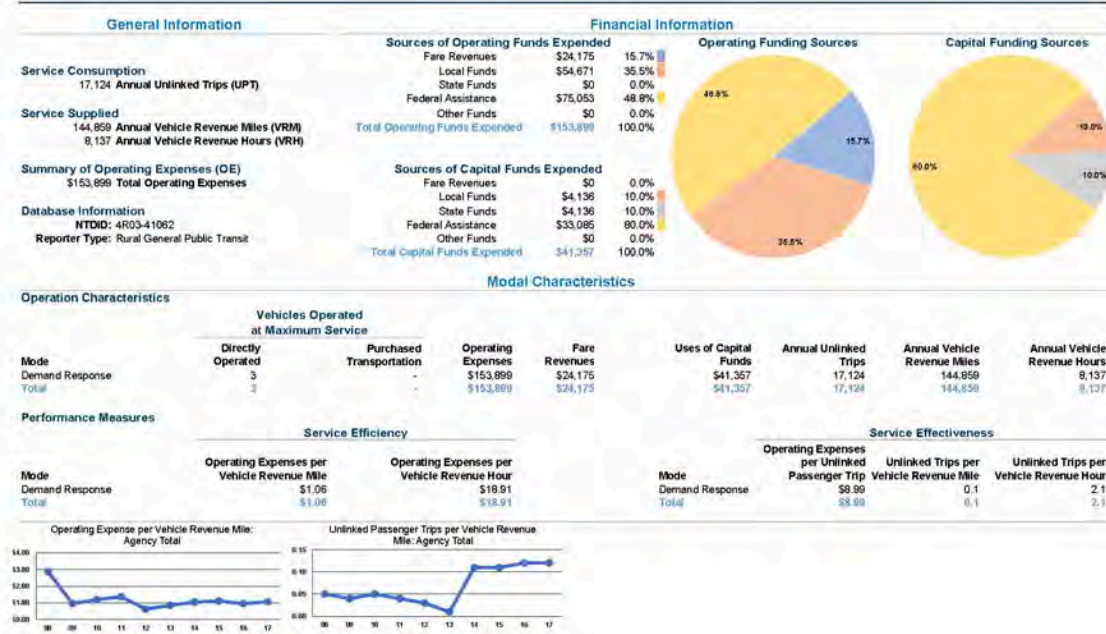 General Information
Financial Information
Sources of Operating Funds Expended
Operating Funding Sources
Capital Funding Sources
Fare Revenues $24,175 15.7%
Service Consumption
Local Funds $54,671 35.5%
17,124 Annual Unlinked Trips (UPT)
State Funds $0 0.0%
Federal Assistance $75,053 48.8%
Service Supplied
Other Funds $0 0.0%
144,859 Annual Vehicle Revenue Miles (VRM)
Total Operating Funds Expended $153,899 100.0%
8,137 Annual Vehicle Revenue Hours (VRH)
Summary of Operating Expenses (OE)
Sources of Capital Funds Expended
$153,899 Total Operating Expenses
Fare Revenues $0 0.0%
Local Funds $4,136 10.0%
Database Information
State Funds $4,136 10.0%
NTDID: 4R03-41062
Federal Assistance $33,085 80.0%
Reporter Type: Rural General Public Transit
Other Funds $0 0.0%
Total Capital Funds Expended $41,357 100.0%
48.8%
15.7%
35.5%
80.0%
10.0%
10.0%
Modal Characteristics
Operation Characteristics
Vehicles Operated
at Maximum Service
Directly Purchased Operating Fare Uses of Capital Annual Unlinked Annual Vehicle Annual Vehicle
Mode Operated Transportation Expenses Revenues Funds Trips Revenue Miles Revenue Hours
Demand Response 3 - $153,899 $24,175 $41,357 17,124 144,859 8,137
Total 3 - $153,899 $24,175 $41,357 17,124 144,859 8,137
Performance Measures
Service Efficiency
Service Effectiveness
Operating Expenses per Operating Expenses per
Mode Vehicle Revenue Mile Vehicle Revenue Hour
Demand Response $1.06 $18.91
Total $1.06 $18.91
Operating Expenses
per Unlinked Unlinked Trips per Unlinked Trips per
Mode Passenger Trip Vehicle Revenue Mile Vehicle Revenue Hour
Demand Response $8.99 0.1 2.1
Total $8.99 0.1 2.1
Operating Expense per Vehicle Revenue Mile:
Agency Total
$4.00
$3.00
$2.00
$1.00
$0.00
08 09 10 11 12 13 14 15 16 17
Unlinked Passenger Trips per Vehicle Revenue
Mile: Agency Total
0.15
0.10
0.05
0.00
08 09 10 11 12 13 14 15 16 17